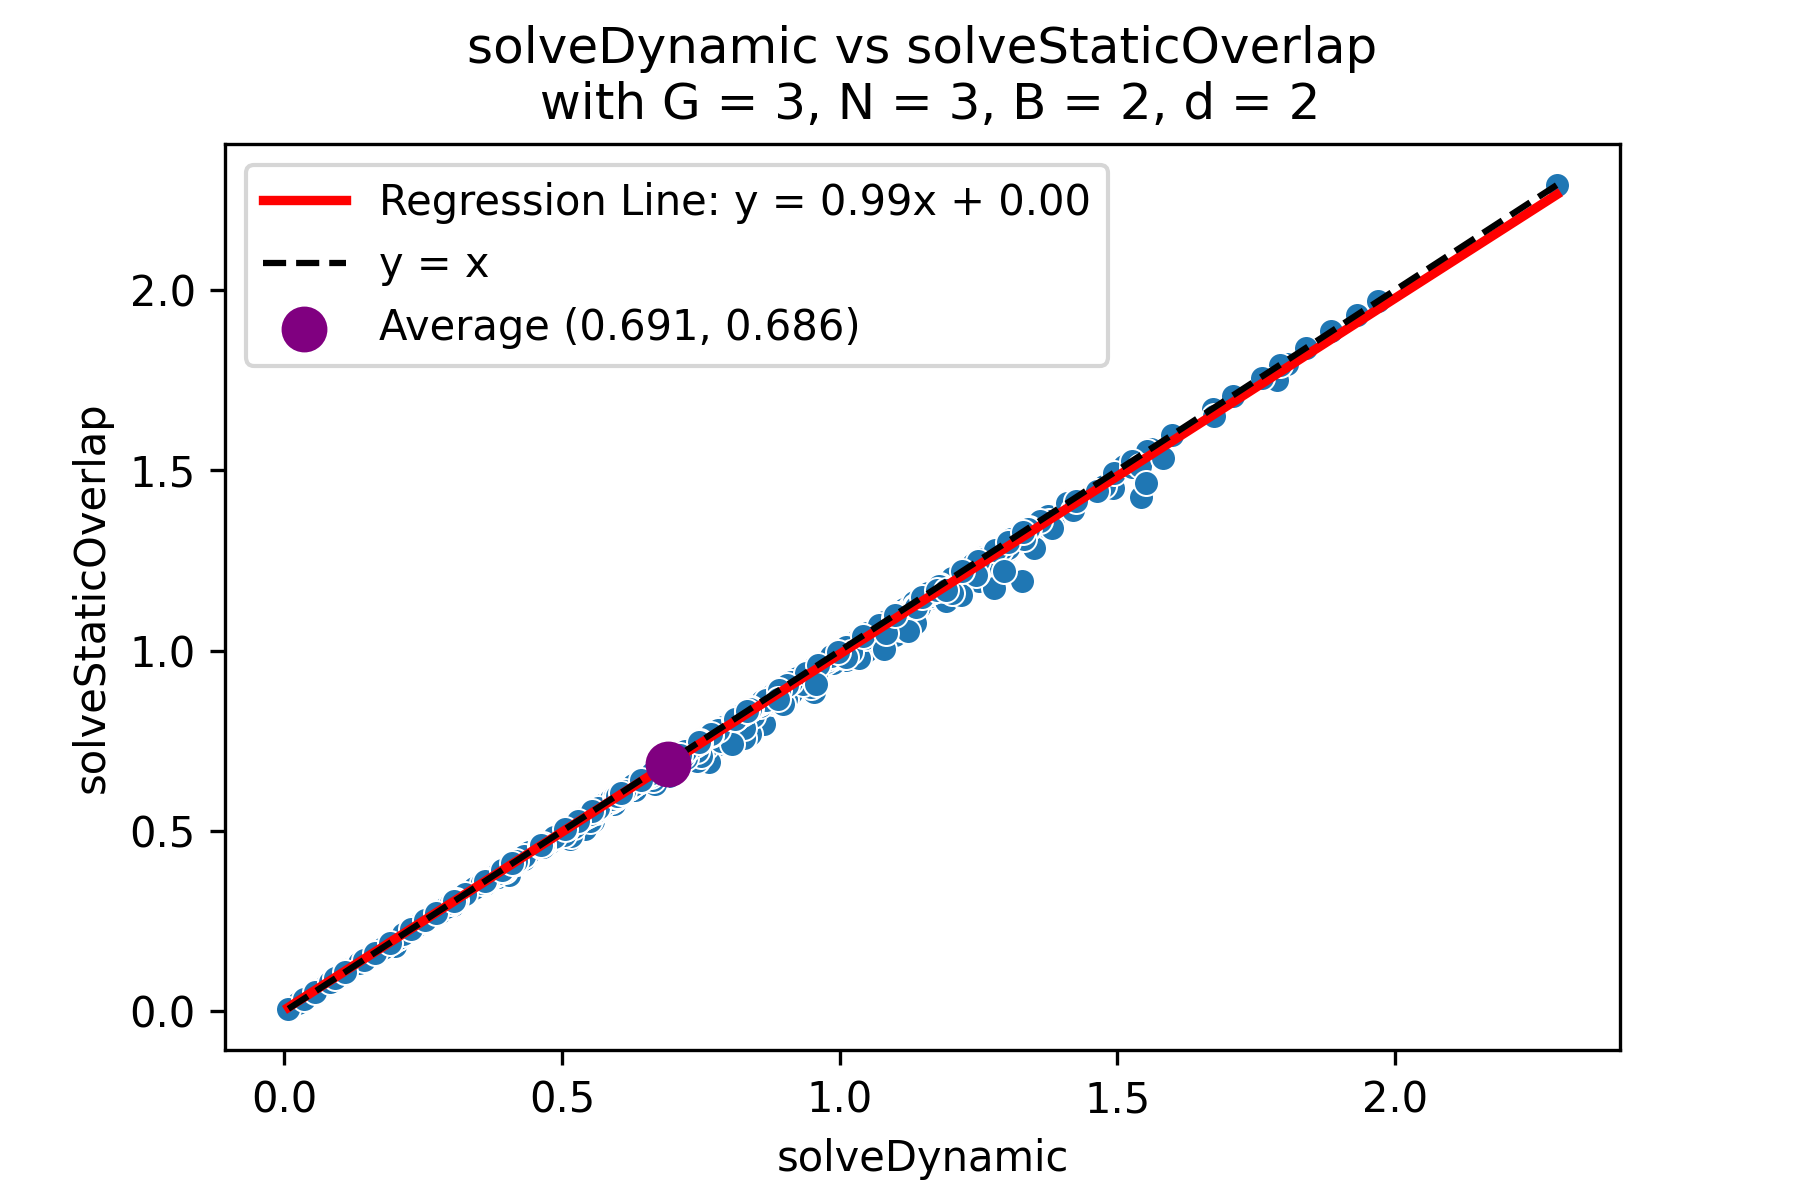 solveDynamic vs solveStaticOverlap
with G = 3, N = 3, B = 2, d = 2
Regression Line: y = 0.99x + 0.00
y = x
Average (0.691, 0.686)
solveStaticOverlap
2.0
1.5
1.0
0.5
0.0
0.0 0.5 1.0 1.5 2.0
solveDynamic